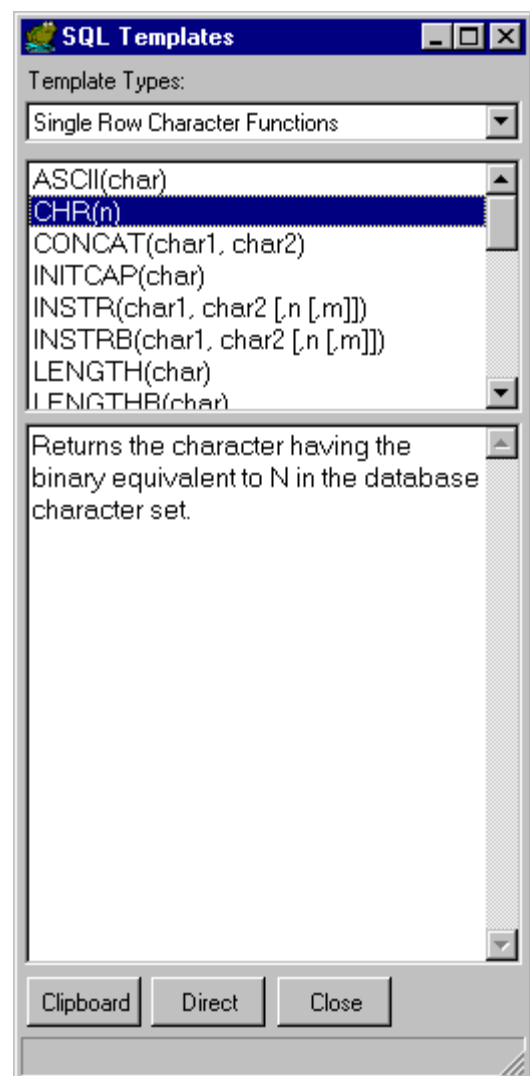 SQL Templates
Template Types:
Single Row Character Functions
ASCII(char)
CHR(n)
CONCAT(char1, char2)
INITCAP(char)
INSTR(char1, char2 [,n [,m]])
INSTRB(char1, char2 [,n [,m]])
LENGTH(char)
LENGTHB(char)
Returns the character having the
binary equivalent to N in the database
character set.
Clipboard Direct Close